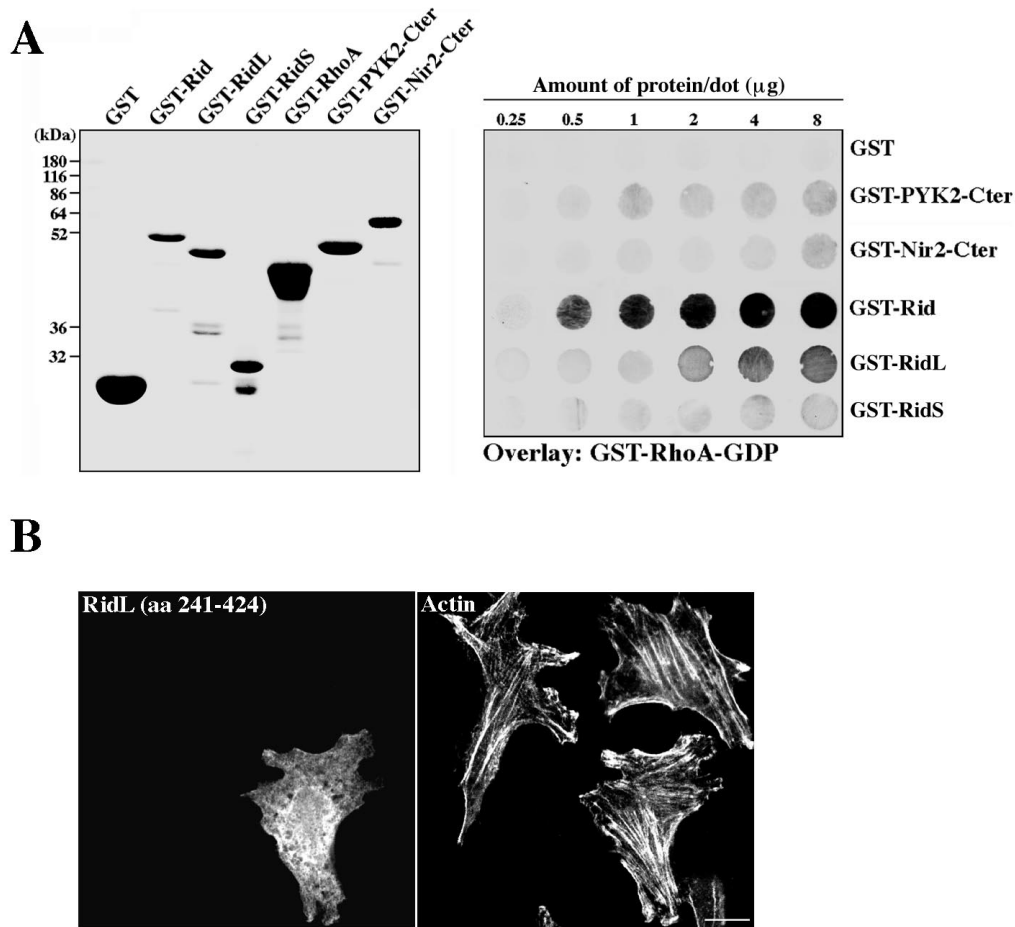 A
GST
GST-Rid
GST-RidL
GST-RidS
GST-RhoA
GST-PYK2-Cter
GST-Nir2-Cter
(kDa)
180
116
86
64
52
36
32
Amount of protein/dot (µg)
0.25 0.5 1 2 4 8
GST
GST-PYK2-Cter
GST-Nir2-Cter
GST-Rid
GST-RidL
GST-RidS
Overlay: GST-RhoA-GDP
B
RidL (aa 241-424)
Actin